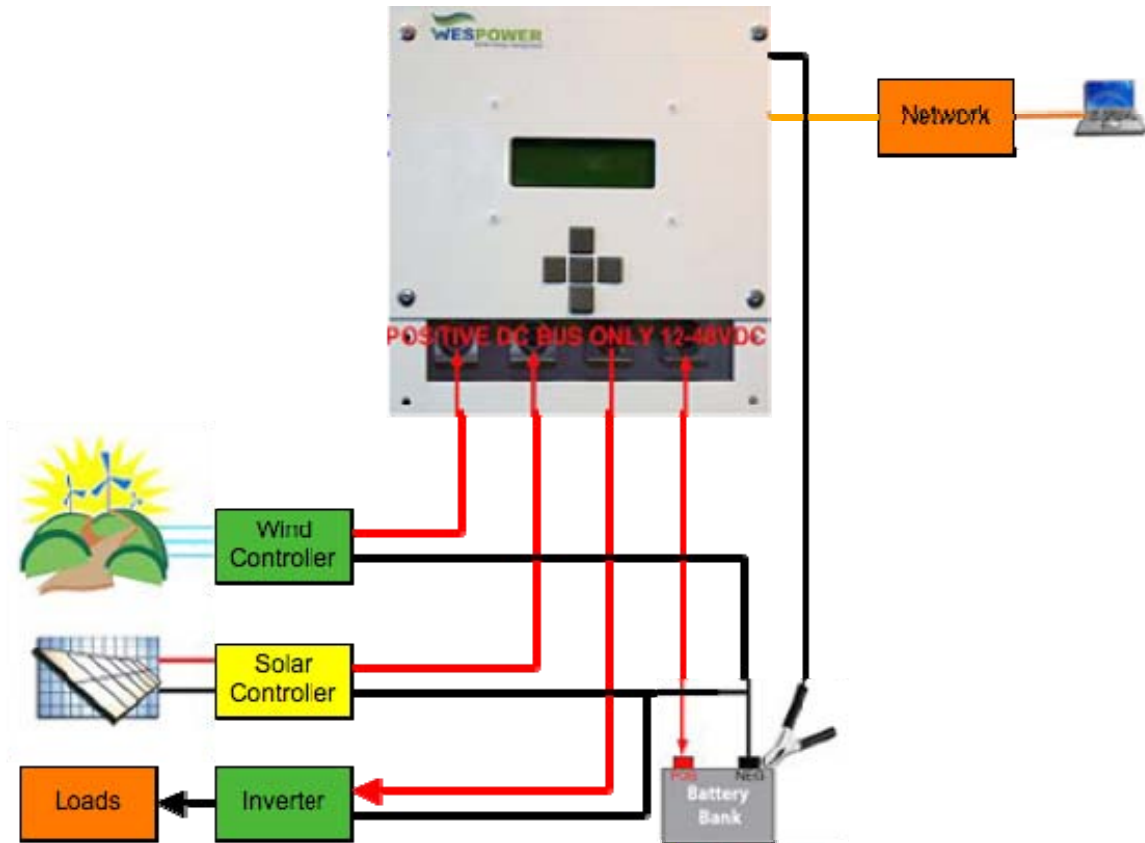 WESPOWER
Network
POSITIVE DC BUS ONLY 12-48VDC
Wind
Controller
Solar
Controller
Loads
Inverter
POS
NEG
Battery
Bank